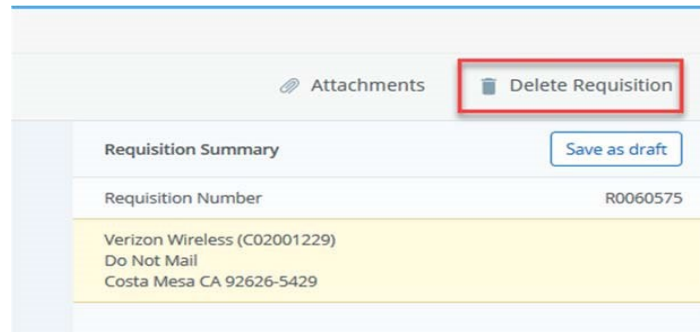 Attachments Delete Requisition
Requisition Summary Save as draft
Requisition Number R0060575
Verizon Wireless (C02001229)
Do Not Mail
Costa Mesa CA 92626-5429